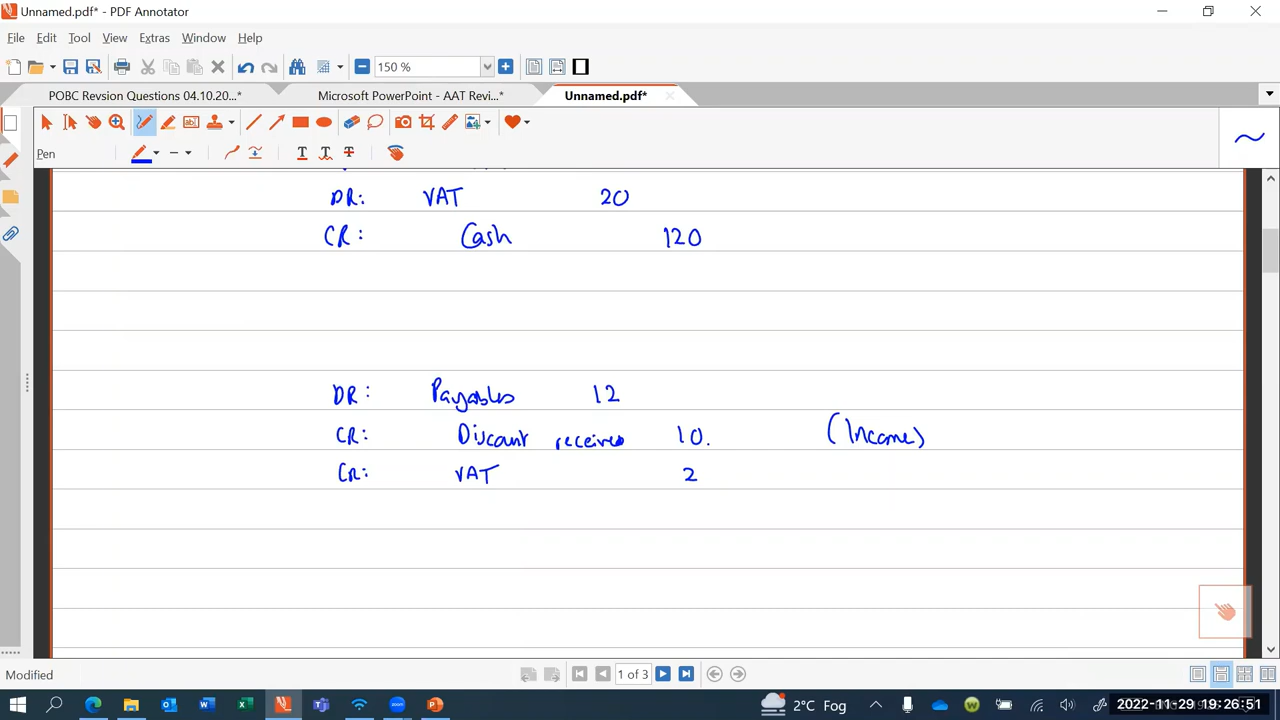 Unnamed.pdf* - PDF Annotator
File Edit Tool View Extras Window Help
150 %
POBC Revsion Questions 04.10.20...* Microsoft PowerPoint - AAT Revi...* Unnamed.pdf*
Pen
DR: VAT 20
CR: Cash 120
DR: Payables 12
CR: Discount received 10. (Income)
CR: VAT 2
1 of 3
Modified
2°C Fog 2022-11-29 19:26:51